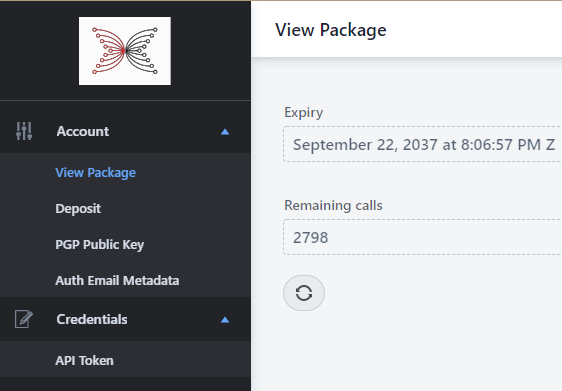 View Package
Account
View Package
Deposit
PGP Public Key
Auth Email Metadata
Credentials
API Token
Expiry
September 22, 2037 at 8:06:57 PM Z
Remaining calls
2798